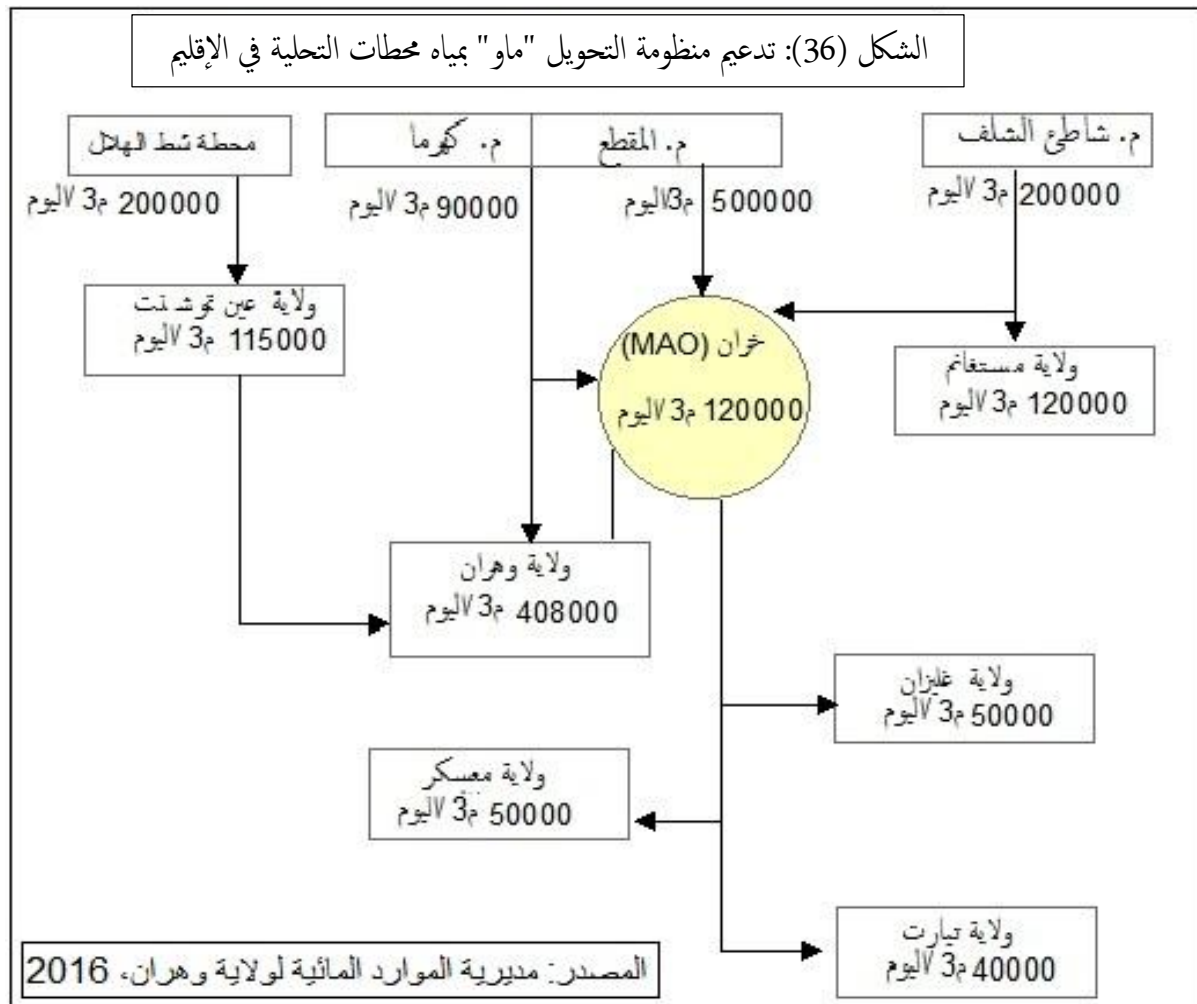 الشكل (36): تدعيم منظومة التحويل "ماو" بمياه محطات التحلية في الإقليم
م. شاطئ الشلف
م. المقطع
م. كهرما
محطة شط الهلال
200000 م3 /اليوم
500000 م3/اليوم
90000 م3 /اليوم
200000 م3 /اليوم
ولاية عين تموشنت
115000 م3 /اليوم
خزان (MAO)
120000 م3 /اليوم
ولاية مستغانم
120000 م3 /اليوم
ولاية وهران
408000 م3 /اليوم
ولاية غليزان
50000 م3 /اليوم
ولاية معسكر
50000 م3 /اليوم
ولاية تيارت
40000 م3 /اليوم
المصدر: مديرية الموارد المائية لولاية وهران، 2016